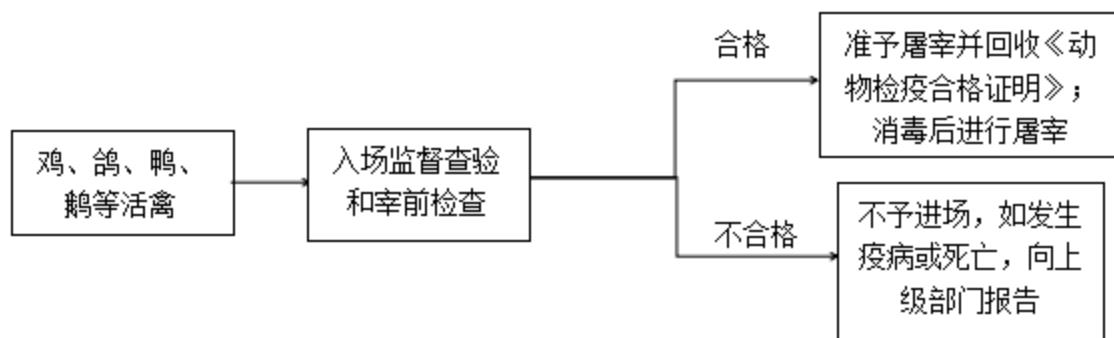 鸡、鸽、鸭、
鹅等活禽
入场监督查验
和宰前检查
合格
准予屠宰并回收《动
物检疫合格证明》；
消毒后进行屠宰
不合格
不予进场，如发生
疫病或死亡，向上
级部门报告